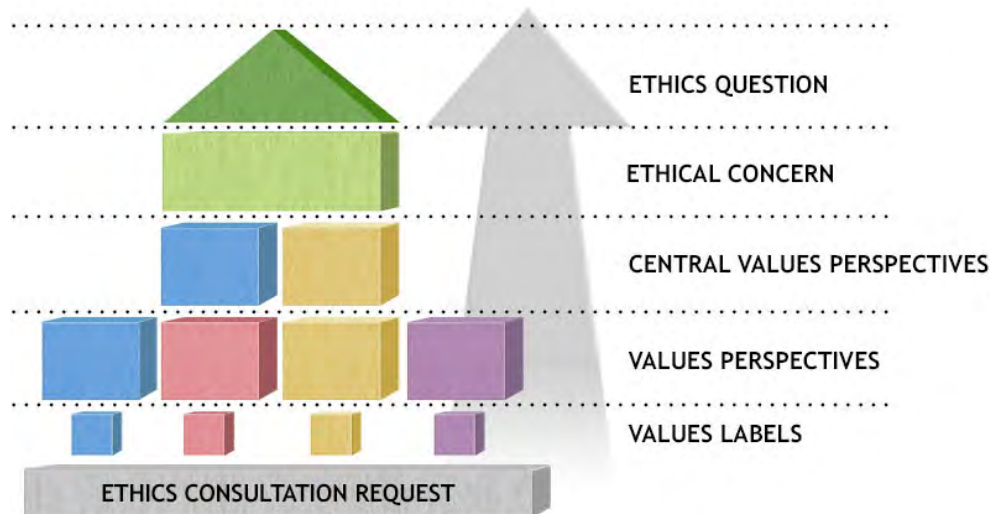 ETHICS QUESTION
ETHICAL CONCERN
CENTRAL VALUES PERSPECTIVES
VALUES PERSPECTIVES
VALUES LABELS
ETHICS CONSULTATION REQUEST